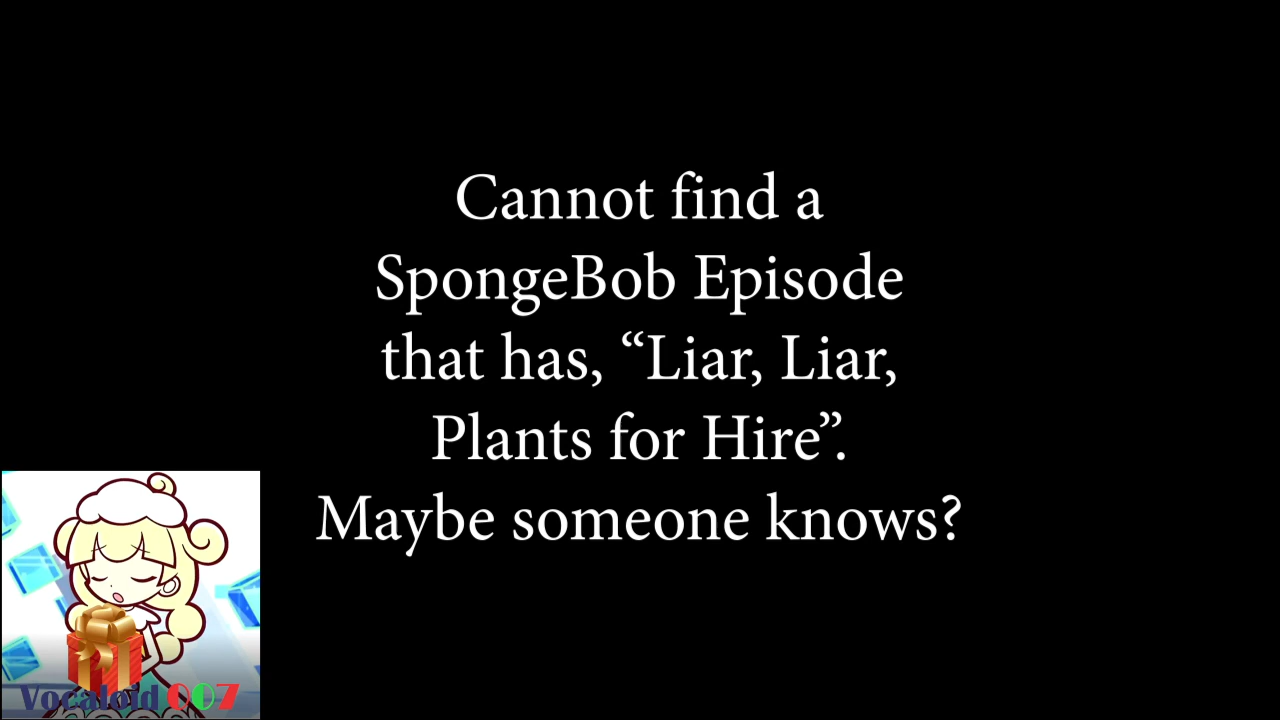 Cannot find a
SpongeBob Episode
that has, “Liar, Liar,
Plants for Hire”.
Maybe someone knows?
Vocaloid 007